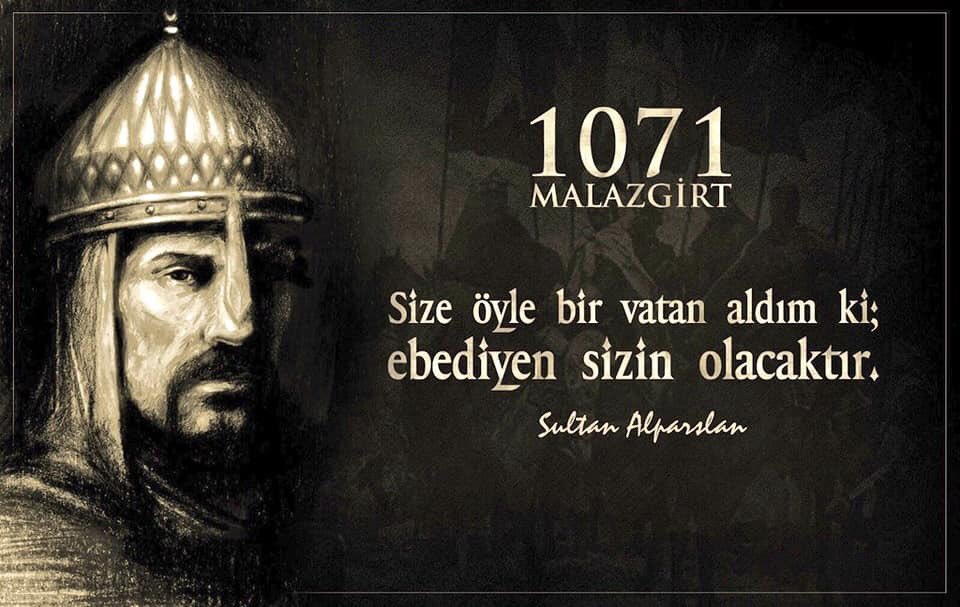 1071
MALAZGİRT
Size öyle bir vatan aldım ki;
ebediyen sizin olacaktır.
Sultan Alparslan